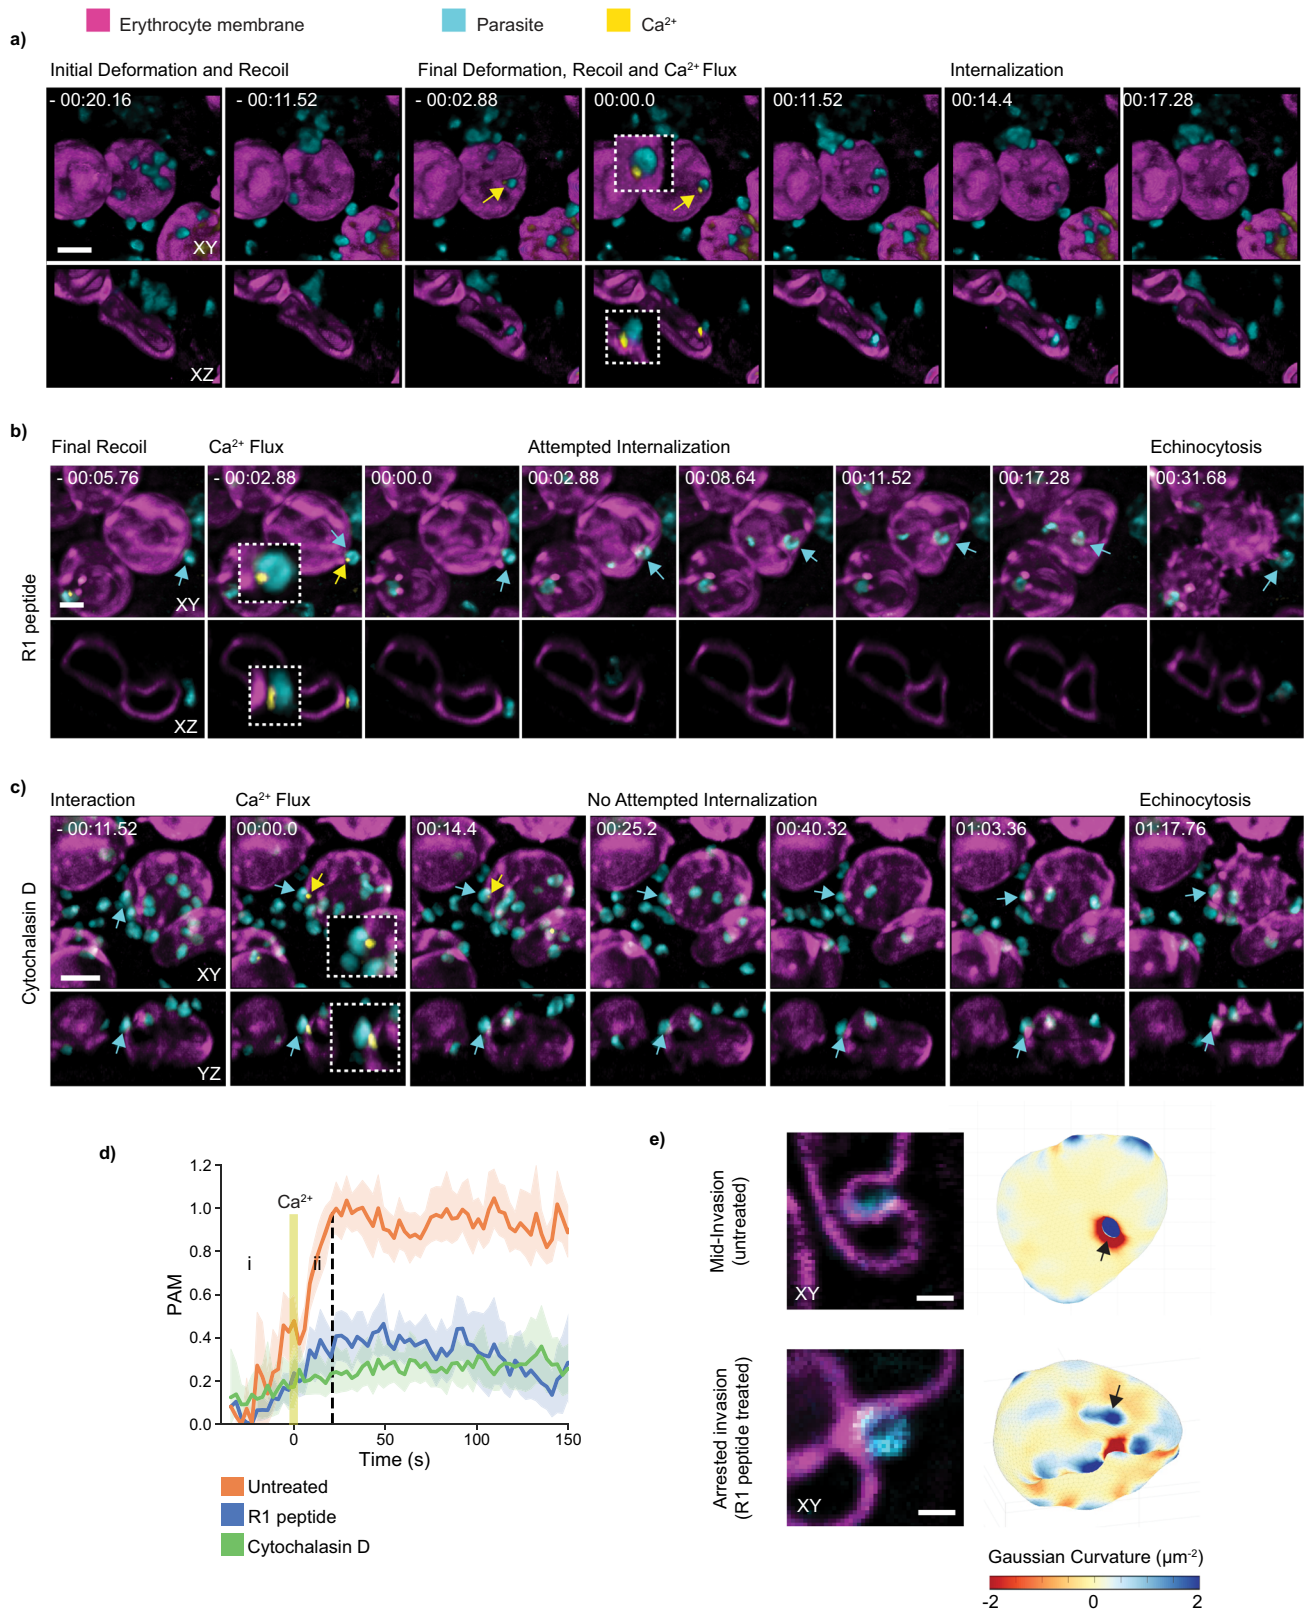 Erythrocyte membrane
Parasite
Ca²⁺
a)
Initial Deformation and Recoil
Final Deformation, Recoil and Ca²⁺ Flux
Internalization
- 00:20.16
- 00:11.52
- 00:02.88
00:00.0
00:11.52
00:14.4
00:17.28
XY
XZ
b)
Final Recoil
Ca²⁺ Flux
Attempted Internalization
Echinocytosis
R1 peptide
- 00:05.76
- 00:02.88
00:00.0
00:02.88
00:08.64
00:11.52
00:17.28
00:31.68
XY
XZ
c)
Interaction
Ca²⁺ Flux
No Attempted Internalization
Echinocytosis
Cytochalasin D
- 00:11.52
00:00.0
00:14.4
00:25.2
00:40.32
01:03.36
01:17.76
XY
YZ
d)
PAM
1.2
1.0
0.8
0.6
0.4
0.2
0.0
Ca²⁺
i
ii
0
50
100
150
Time (s)
Untreated
R1 peptide
Cytochalasin D
e)
Mid-Invasion
(untreated)
XY
Arrested invasion
(R1 peptide treated)
XY
Gaussian Curvature (µm⁻²)
-2
0
2